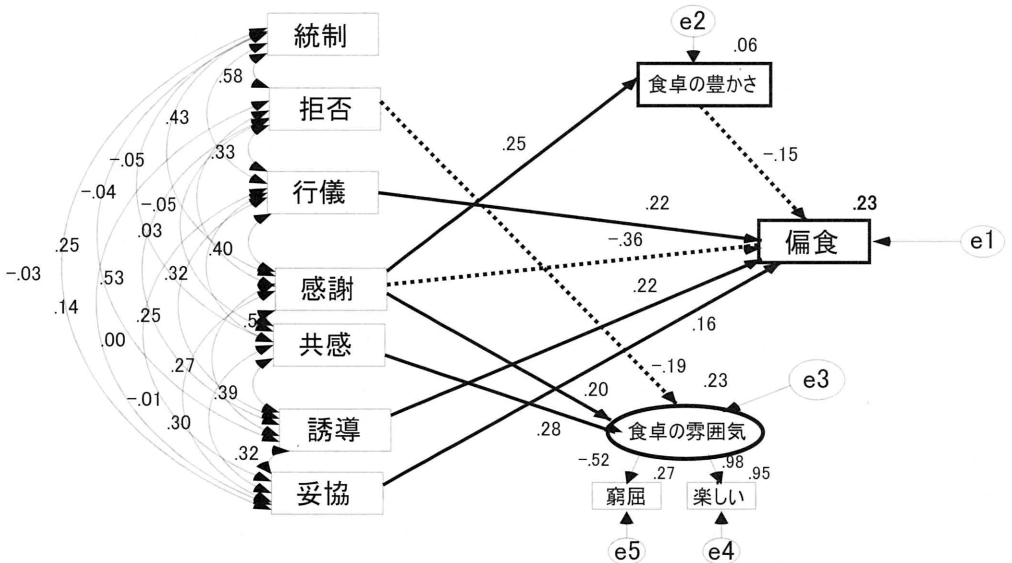 e2
統制
.06
食卓の豊かさ
.58
拒否
.43
.25
-.15
.33
-.05
行儀
-.04
.22
.23
-.05
偏食
e1
.03
-.36
.25
.40
-.03
.53
.32
感謝
.22
.14
.25
.16
.00
共感
.27
-.19
e3
.39
.20
.23
-.01
.30
誘導
.28
食卓の雰囲気
.32
-.52
.27
.98
.95
妥協
窮屈
楽しい
e5
e4